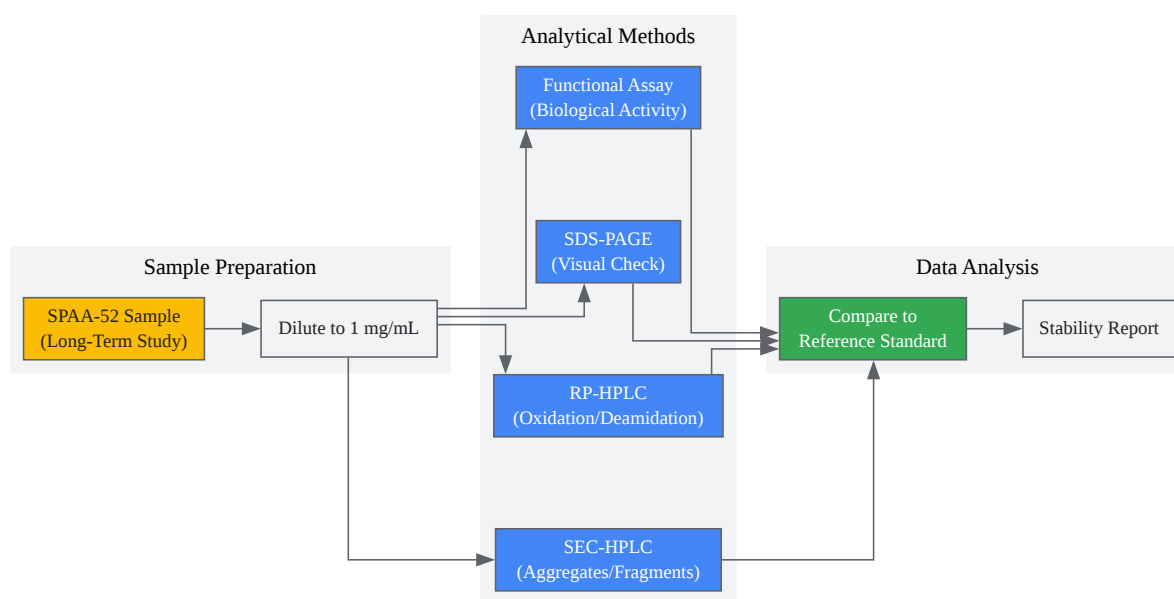 Analytical Methods
Functional Assay
(Biological Activity)
SDS-PAGE
(Visual Check)
Sample Preparation
Data Analysis
SPAA-52 Sample
(Long-Term Study)
Dilute to 1 mg/mL
Compare to
Reference Standard
Stability Report
RP-HPLC
(Oxidation/Deamidation)
SEC-HPLC
(Aggregates/Fragments)